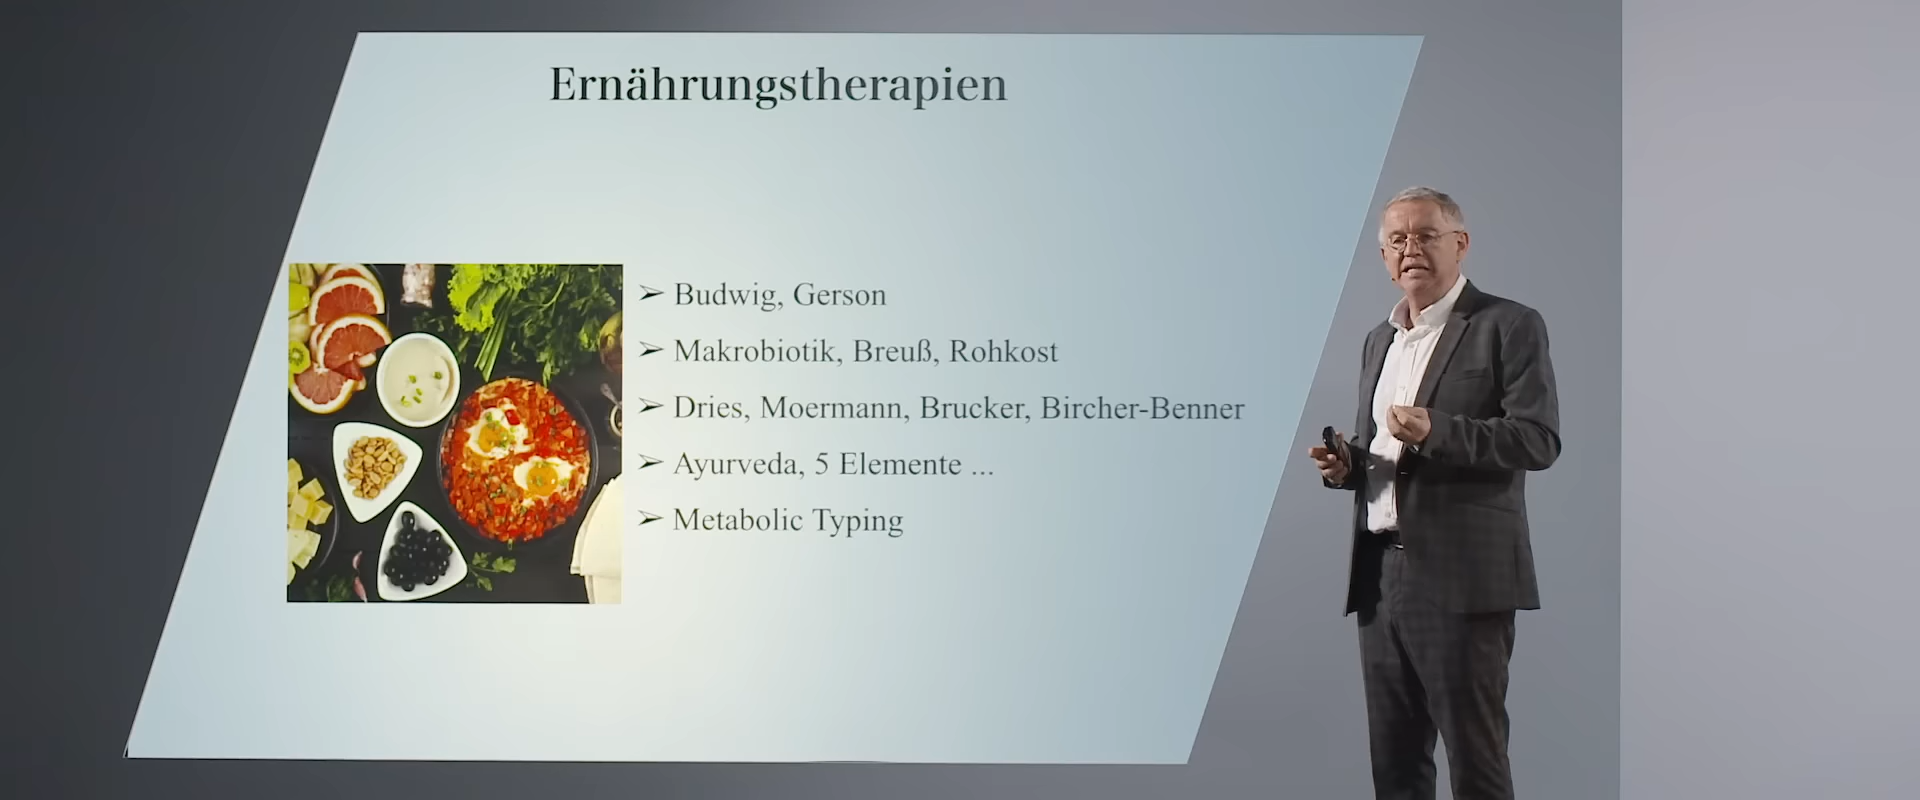 Ernährungstherapien
➢ Budwig, Gerson
➢ Makrobiotik, Breuß, Rohkost
➢ Dries, Moermann, Brucker, Bircher-Benner
➢ Ayurveda, 5 Elemente ...
➢ Metabolic Typing